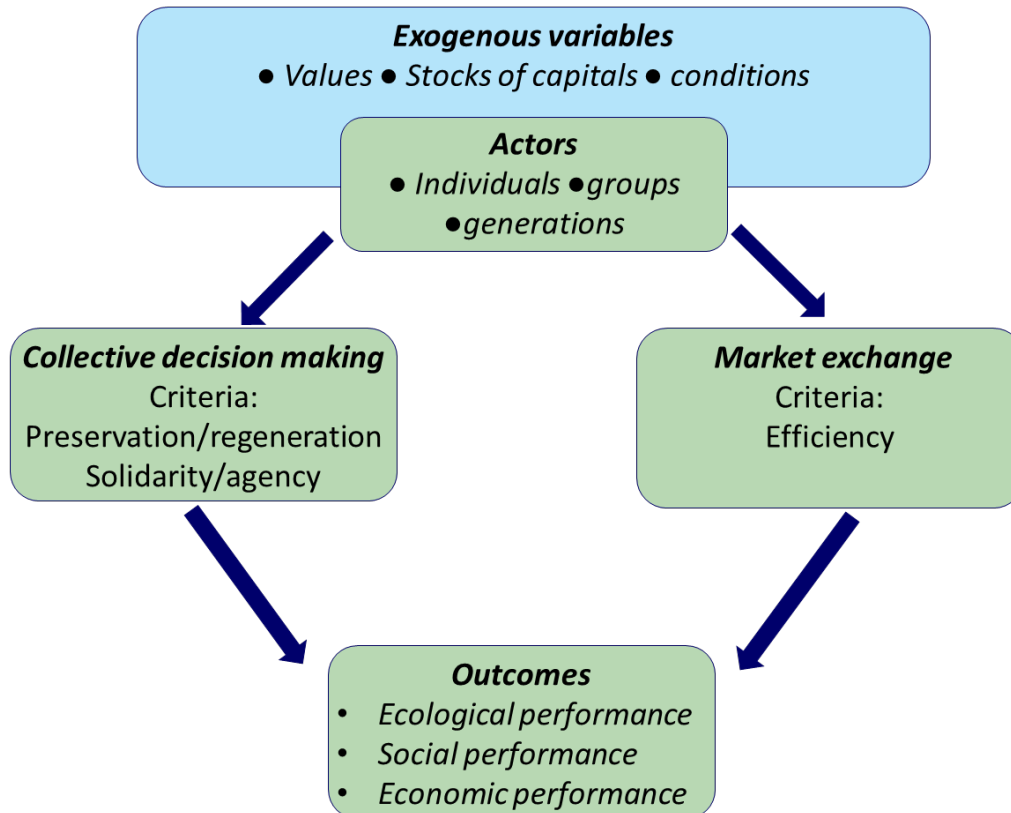 Exogenous variables
● Values ● Stocks of capitals ● conditions
Actors
● Individuals ●groups
●generations
Collective decision making
Criteria:
Preservation/regeneration
Solidarity/agency
Market exchange
Criteria:
Efficiency
Outcomes
• Ecological performance
• Social performance
• Economic performance